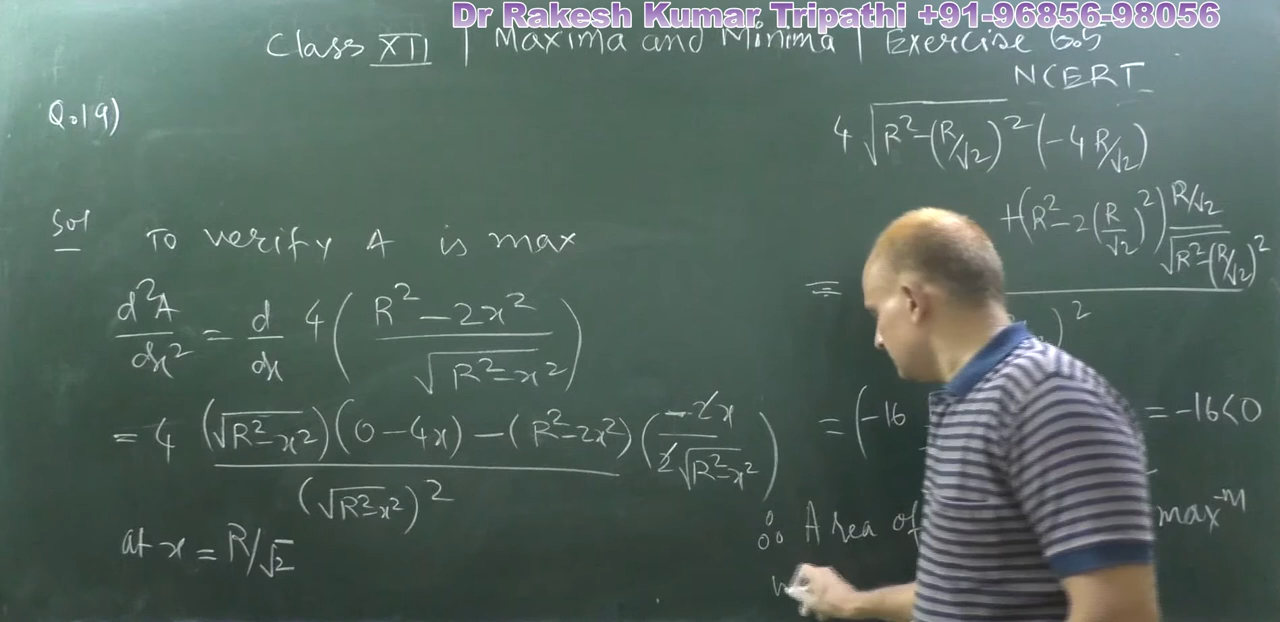 Dr Rakesh Kumar Tripathi +91-96856-98056
Class XII | Maxima and Minima | Exercise 6.5
NCERT
Q.19)
Sol
To verify A is max
d²A/dx² = d/dx 4 ( (R² - 2x²) / √(R²-x²) )
= 4 (√(R²-x²))(0-4x) - (R²-2x²) (-2x / 2√(R²-x²)) / (√(R²-x²))²
at x = R/√2
4 √(R²-(R/√2)²) (-4R/√2)
+(R²-2(R/√2)²) (R/√2) / √(R²-(R/√2)²)
= )²
= (-16 = -16<0
∴ Area of max^m